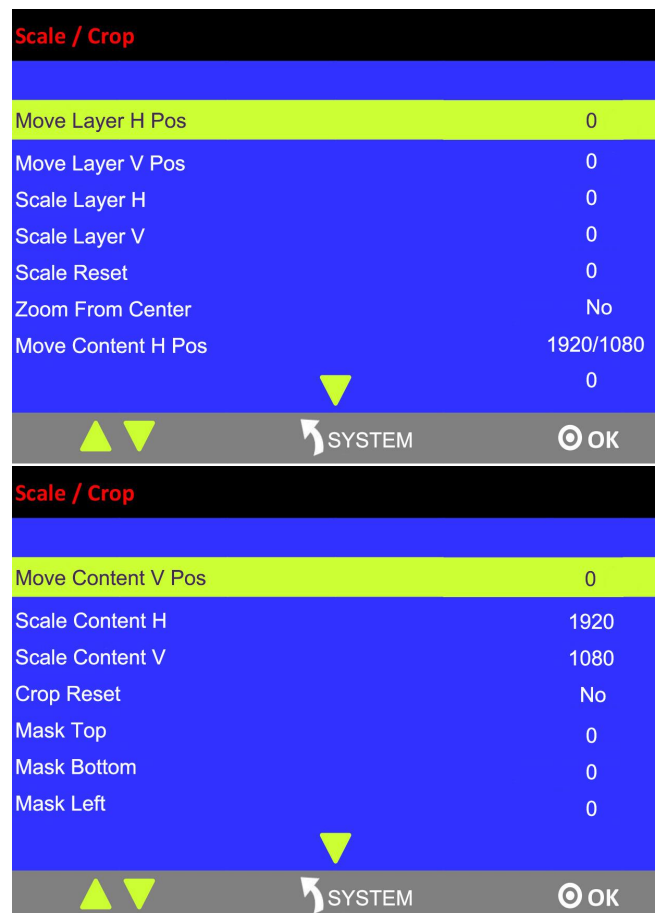 Scale / Crop
Move Layer H Pos 0
Move Layer V Pos 0
Scale Layer H 0
Scale Layer V 0
Scale Reset 0
Zoom From Center No
Move Content H Pos 1920/1080
0
SYSTEM OK
Scale / Crop
Move Content V Pos 0
Scale Content H 1920
Scale Content V 1080
Crop Reset No
Mask Top 0
Mask Bottom 0
Mask Left 0
SYSTEM OK